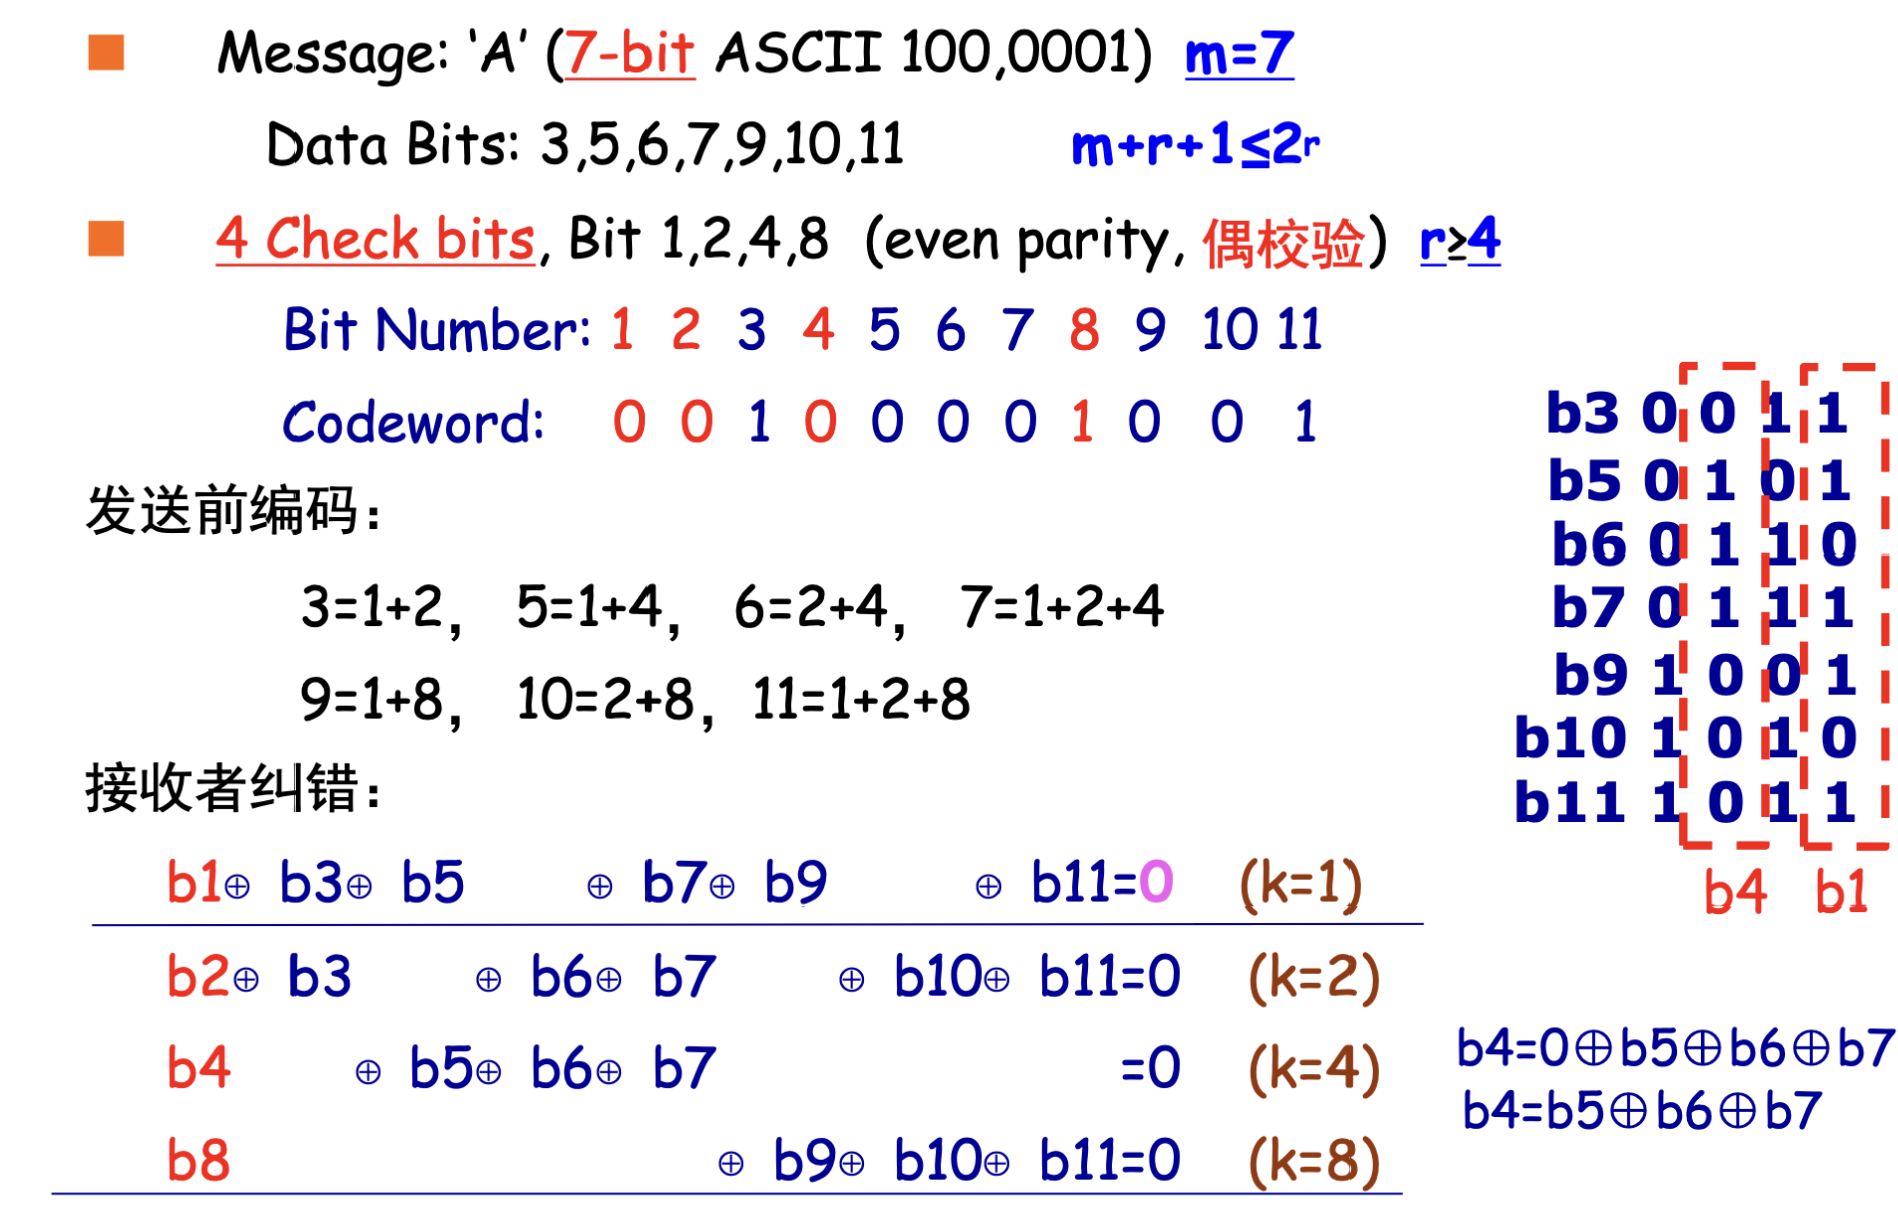 Message: ‘A’ (7-bit ASCII 100,0001) m=7
Data Bits: 3,5,6,7,9,10,11 m+r+1≤2r
4 Check bits, Bit 1,2,4,8 (even parity, 偶校验) r≥4
Bit Number: 1 2 3 4 5 6 7 8 9 10 11
Codeword: 0 0 1 0 0 0 0 1 0 0 1
发送前编码：
3=1+2, 5=1+4, 6=2+4, 7=1+2+4
9=1+8, 10=2+8, 11=1+2+8
接收者纠错：
b1⊕ b3⊕ b5 ⊕ b7⊕ b9 ⊕ b11=0 (k=1)
b2⊕ b3 ⊕ b6⊕ b7 ⊕ b10⊕ b11=0 (k=2)
b4 ⊕ b5⊕ b6⊕ b7 =0 (k=4)
b8 ⊕ b9⊕ b10⊕ b11=0 (k=8)
b3 0 0 1 1
b5 0 1 0 1
b6 0 1 1 0
b7 0 1 1 1
b9 1 0 0 1
b10 1 0 1 0
b11 1 0 1 1
b4 b1
b4=0⊕b5⊕b6⊕b7
b4=b5⊕b6⊕b7